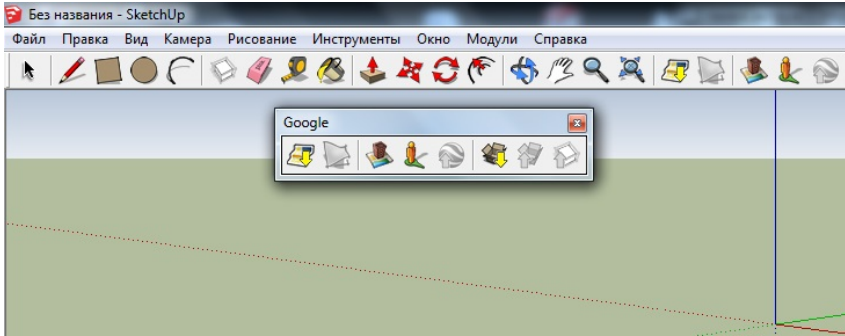 Без названия - SketchUp
Файл Правка Вид Камера Рисование Инструменты Окно Модули Справка
Google